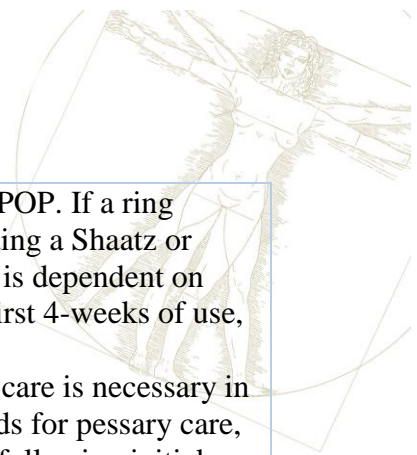 POP. If a ring
ing a Shaatz or
is dependent on
irst 4-weeks of use,
care is necessary in
ds for pessary care,